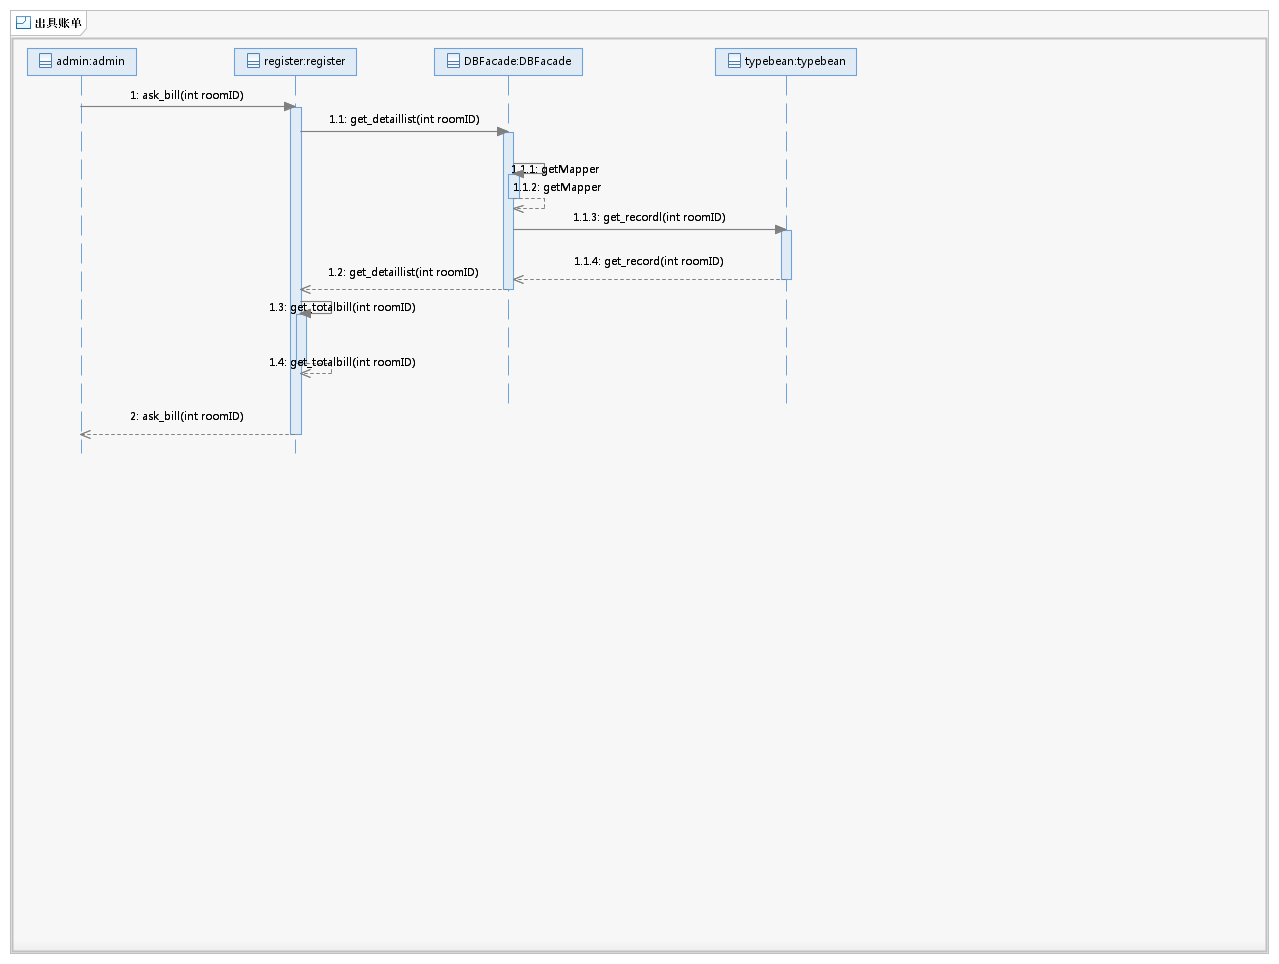 出具账单
admin:admin
register:register
DBFacade:DBFacade
typebean:typebean
1: ask_bill(int roomID)
1.1: get_detaillist(int roomID)
1.1.1: getMapper
1.1.2: getMapper
1.1.3: get_recordl(int roomID)
1.1.4: get_record(int roomID)
1.2: get_detaillist(int roomID)
1.3: get_totalbill(int roomID)
1.4: get_totalbill(int roomID)
2: ask_bill(int roomID)